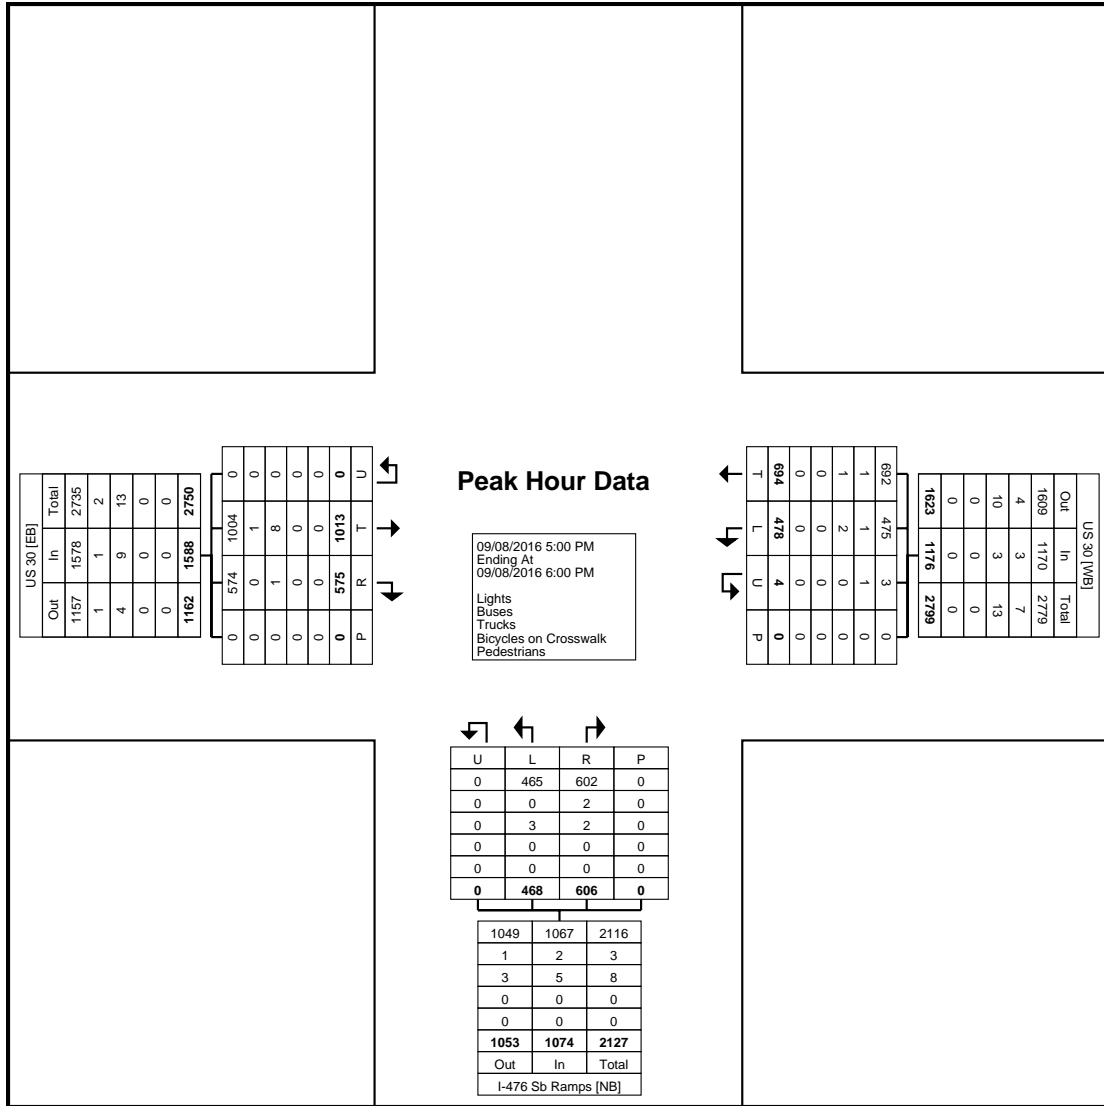 Peak Hour Data
09/08/2016 5:00 PM
Ending At
09/08/2016 6:00 PM
Lights
Buses
Trucks
Bicycles on Crosswalk
Pedestrians
US 30 [EB]
Out In Total
1157 1578 2735
1 1 2
4 9 13
0 0 0
0 0 0
1162 1588 2750
0 574 1004 0
0 0 1 0
0 1 8 0
0 0 0 0
0 0 0 0
0 575 1013 0
P R T U
US 30 [WB]
Out In Total
1609 1170 2779
4 3 7
10 3 13
0 0 0
0 0 0
1623 1176 2799
692 475 3 0
1 1 1 0
1 2 0 0
0 0 0 0
0 0 0 0
694 478 4 0
T L U P
U L R P
0 465 602 0
0 0 2 0
0 3 2 0
0 0 0 0
0 0 0 0
0 468 606 0
1049 1067 2116
1 2 3
3 5 8
0 0 0
0 0 0
1053 1074 2127
Out In Total
I-476 Sb Ramps [NB]